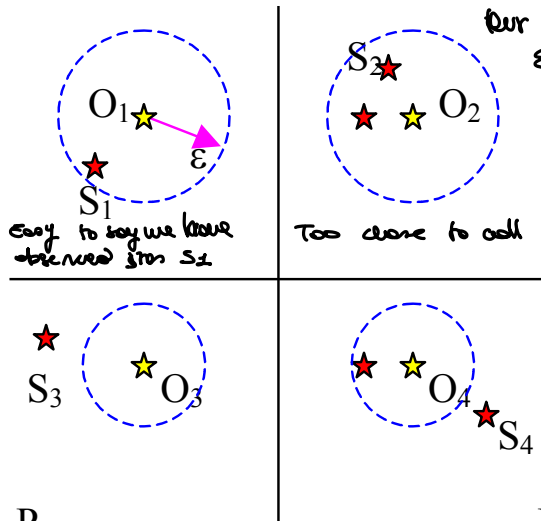 S₂
O₁
O₂
ε
S₁
Easy to say we have
observed star S1
Too close to call
S₃
O₃
O₄
S₄